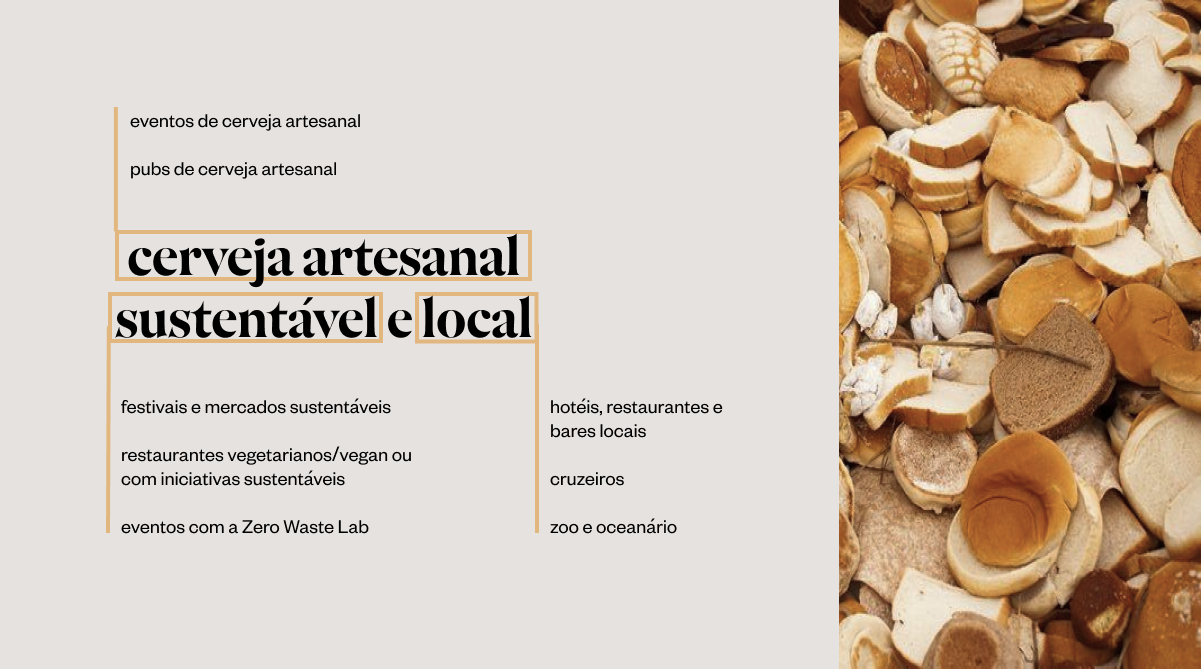 eventos de cerveja artesanal
pubs de cerveja artesanal
cerveja artesanal
sustentável e local
festivais e mercados sustentáveis
restaurantes vegetarianos/vegan ou
com iniciativas sustentáveis
eventos com a Zero Waste Lab
hotéis, restaurantes e
bares locais
cruzeiros
zoo e oceanário